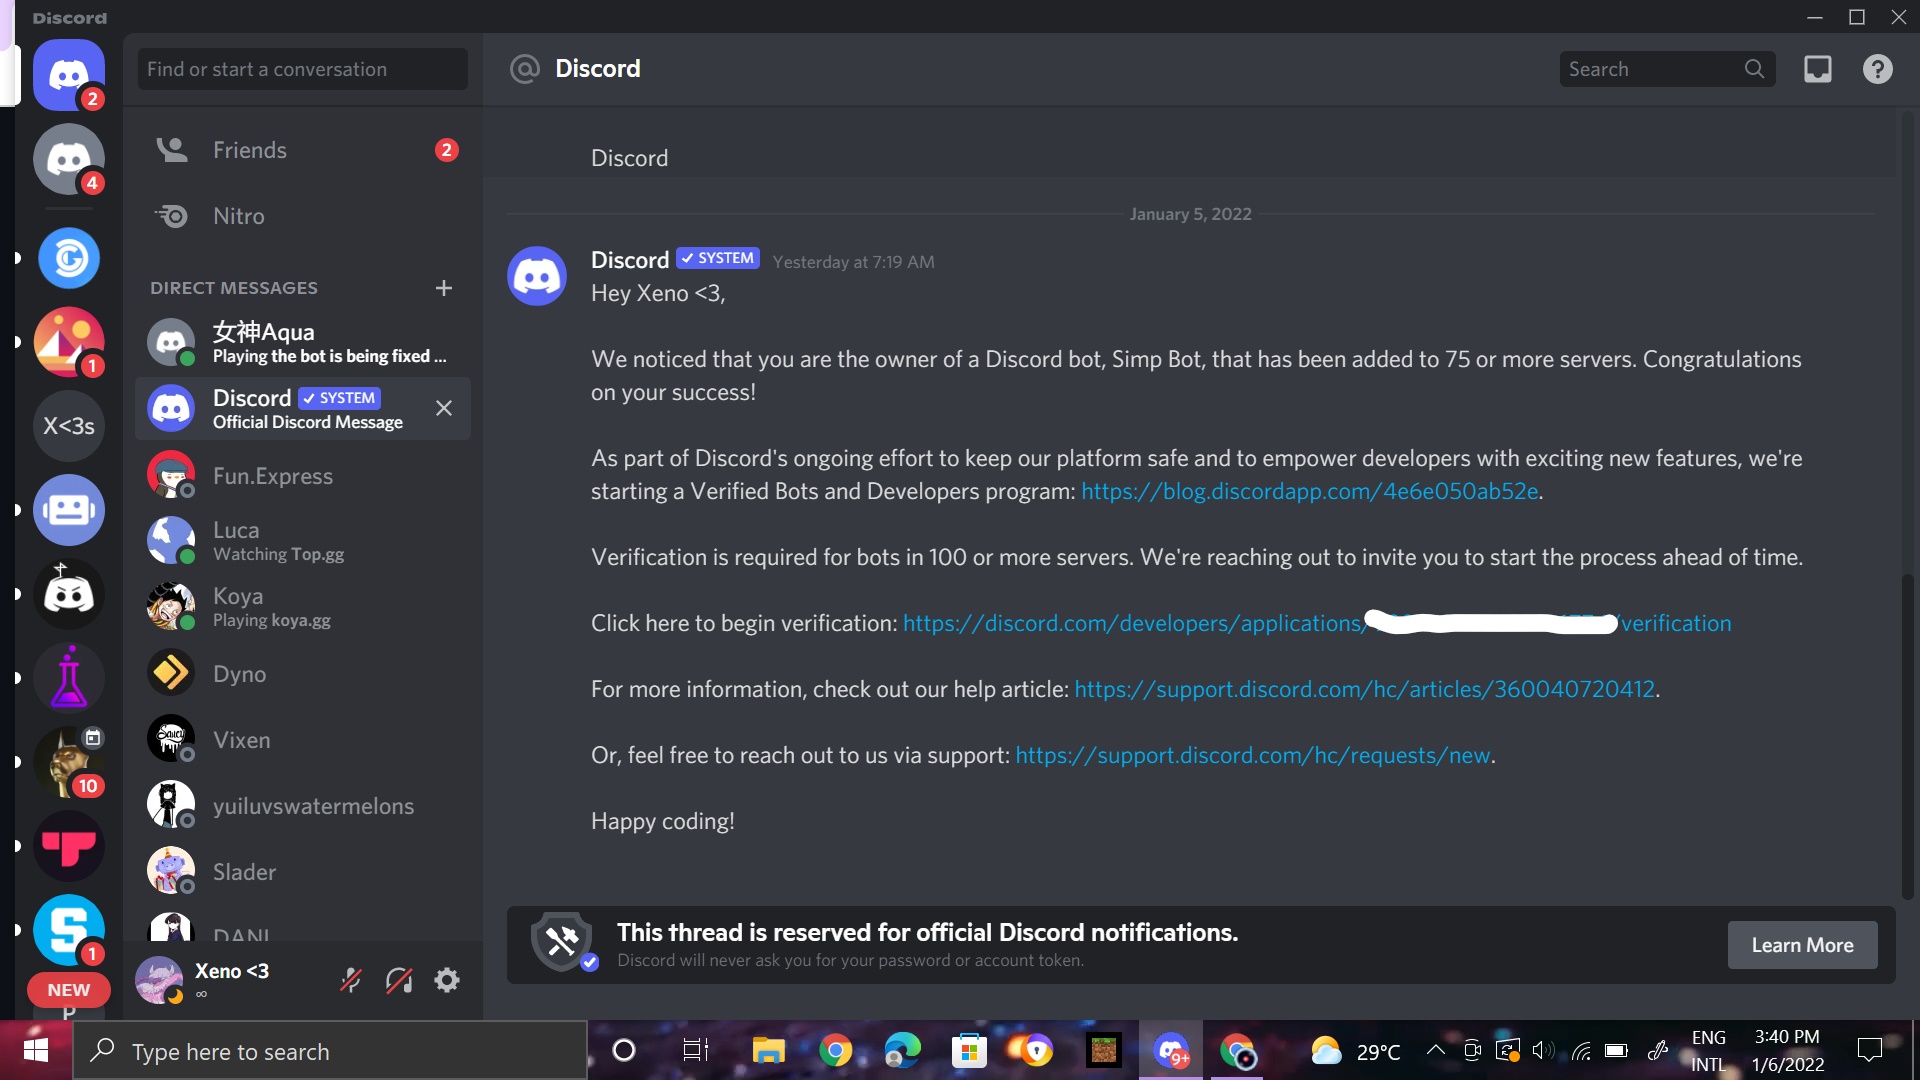 Discord
Find or start a conversation
Discord
Search
2
4
1
X<3s
10
1
NEW
Friends
2
Nitro
DIRECT MESSAGES
女神Aqua
Playing the bot is being fixed ...
Discord ✓ SYSTEM
Official Discord Message
Fun.Express
Luca
Watching Top.gg
Koya
Playing koya.gg
Dyno
Vixen
yuiluvswatermelons
Slader
DANI
Xeno <3
∞
Discord
January 5, 2022
Discord ✓ SYSTEM Yesterday at 7:19 AM
Hey Xeno <3,
We noticed that you are the owner of a Discord bot, Simp Bot, that has been added to 75 or more servers. Congratulations
on your success!
As part of Discord's ongoing effort to keep our platform safe and to empower developers with exciting new features, we're
starting a Verified Bots and Developers program: https://blog.discordapp.com/4e6e050ab52e.
Verification is required for bots in 100 or more servers. We're reaching out to invite you to start the process ahead of time.
Click here to begin verification: https://discord.com/developers/applications/ /verification
For more information, check out our help article: https://support.discord.com/hc/articles/360040720412.
Or, feel free to reach out to us via support: https://support.discord.com/hc/requests/new.
Happy coding!
This thread is reserved for official Discord notifications.
Discord will never ask you for your password or account token.
Learn More
Type here to search
9+
29°C
ENG
INTL
3:40 PM
1/6/2022